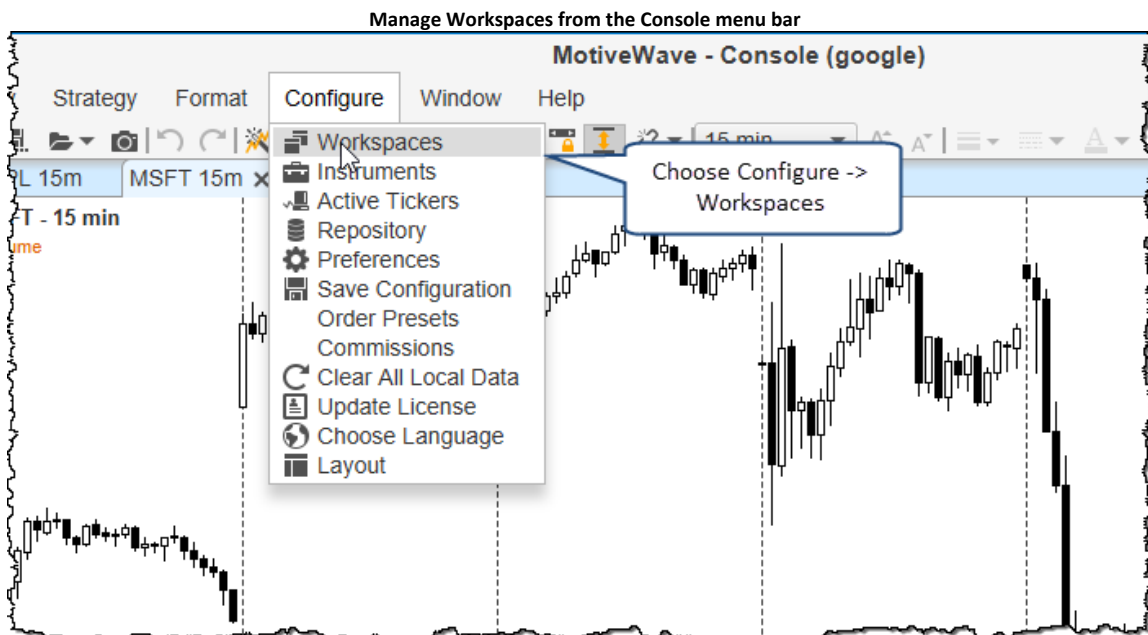 Manage Workspaces from the Console menu bar
MotiveWave - Console (google)
Strategy Format Configure Window Help
15 min
L 15m MSFT 15m
T - 15 min
ume
Workspaces
Instruments
Active Tickers
Repository
Preferences
Save Configuration
Order Presets
Commissions
Clear All Local Data
Update License
Choose Language
Layout
Choose Configure ->
Workspaces